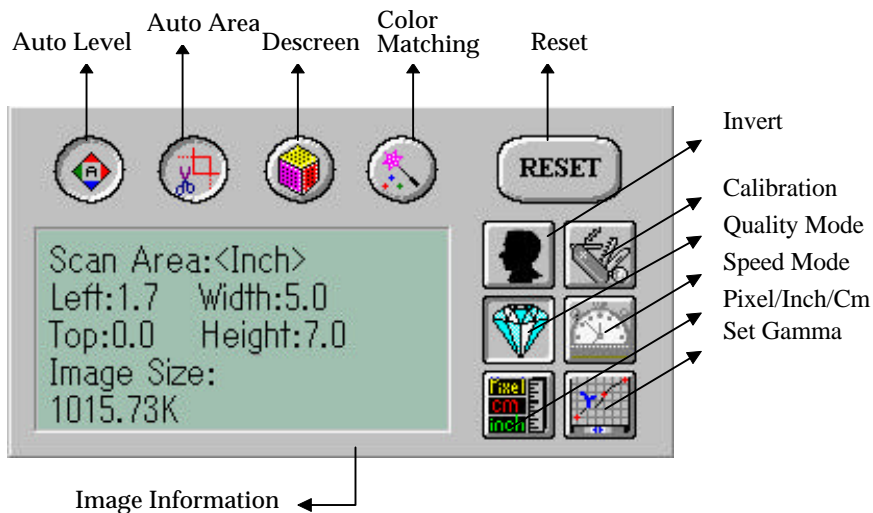 Auto Level
Auto Area
Descreen
Color
Matching
Reset
A
RESET
Invert
Calibration
Quality Mode
Speed Mode
Pixel/Inch/Cm
Set Gamma
Scan Area:<Inch>
Left:1.7 Width:5.0
Top:0.0 Height:7.0
Image Size:
1015.73K
Pixel
cm
inch
γ
Image Information